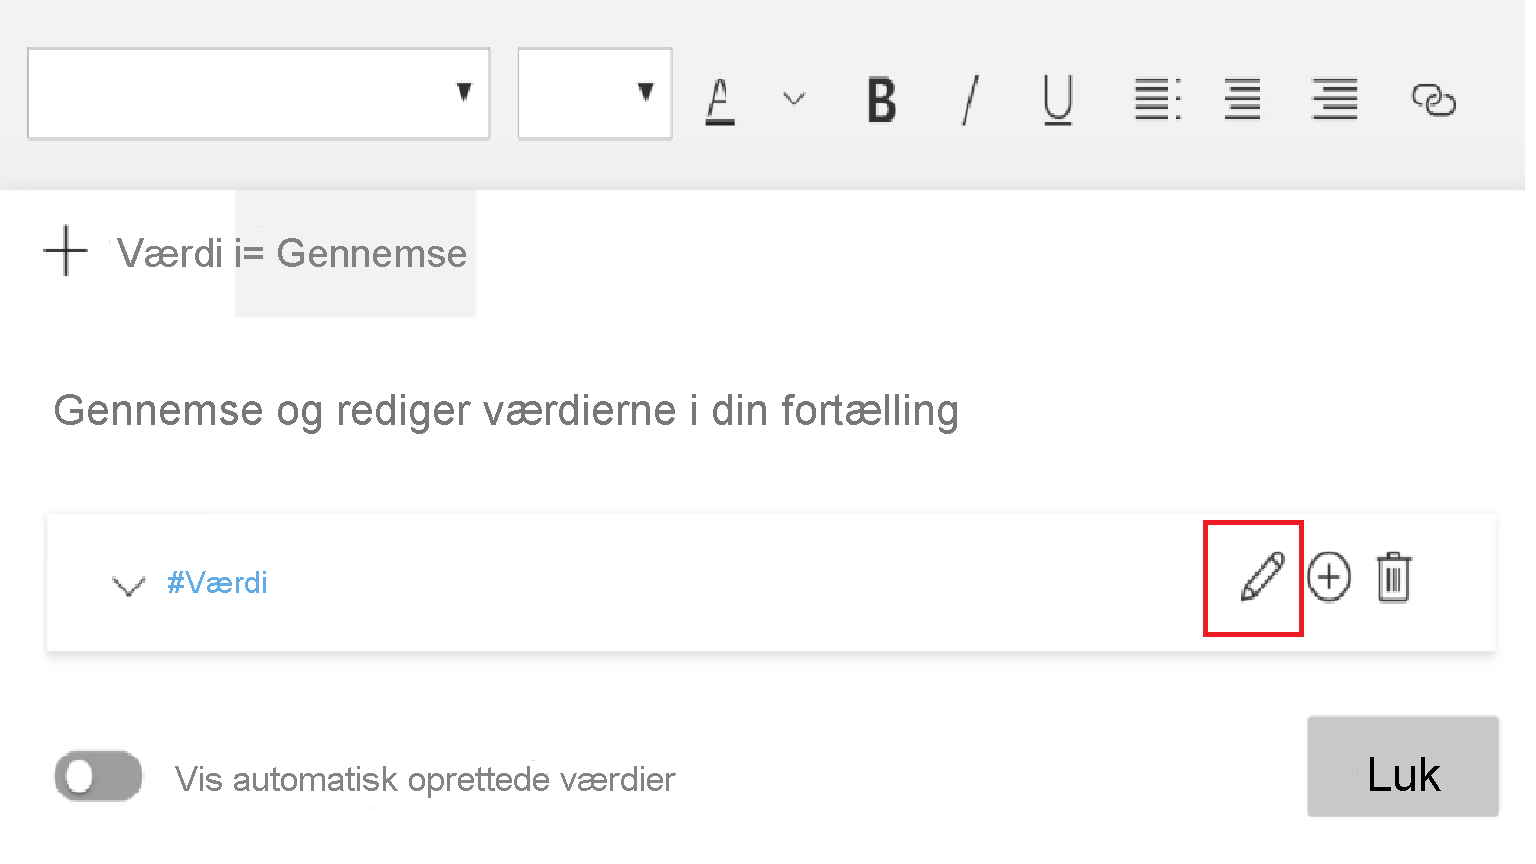 A B / U
+ Værdi i= Gennemse
Gennemse og rediger værdierne i din fortælling
#Værdi
Vis automatisk oprettede værdier
Luk